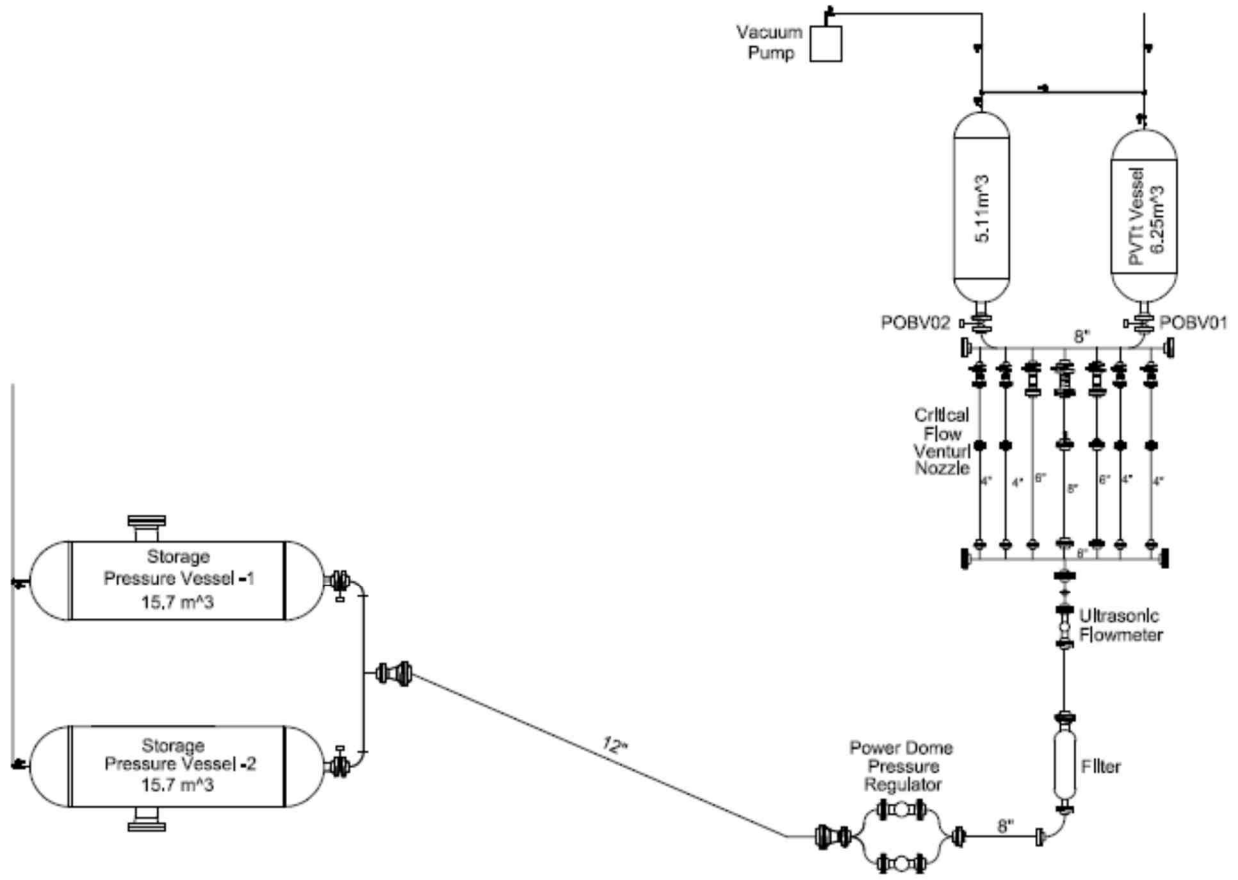 Vacuum
Pump
5.11m^3
PVTt Vessel
6.25m^3
POBV02
POBV01
8"
Critical
Flow
Venturi
Nozzle
4"
4"
6"
8"
6"
4"
4"
8"
Storage
Pressure Vessel -1
15.7 m^3
Ultrasonic
Flowmeter
Storage
Pressure Vessel -2
15.7 m^3
12"
Power Dome
Pressure
Regulator
Filter
8"